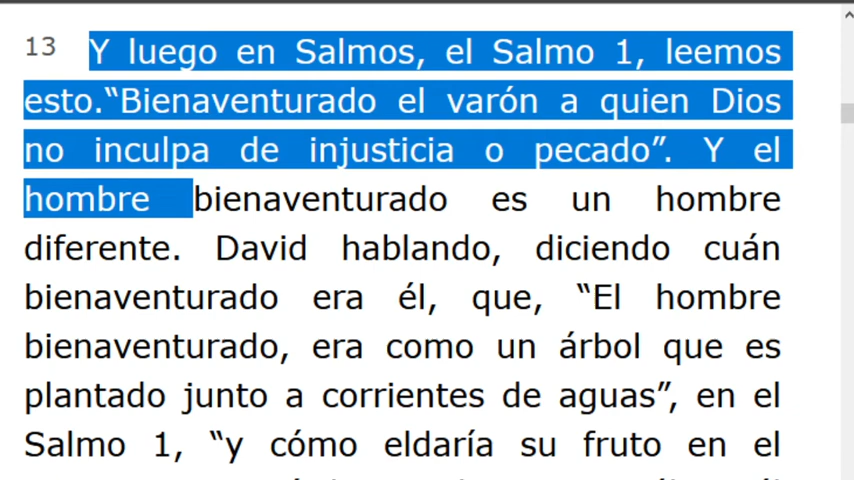 13 Y luego en Salmos, el Salmo 1, leemos
esto.“Bienaventurado el varón a quien Dios
no inculpa de injusticia o pecado”. Y el
hombre bienaventurado es un hombre
diferente. David hablando, diciendo cuán
bienaventurado era él, que, “El hombre
bienaventurado, era como un árbol que es
plantado junto a corrientes de aguas”, en el
Salmo 1, “y cómo eldaría su fruto en el